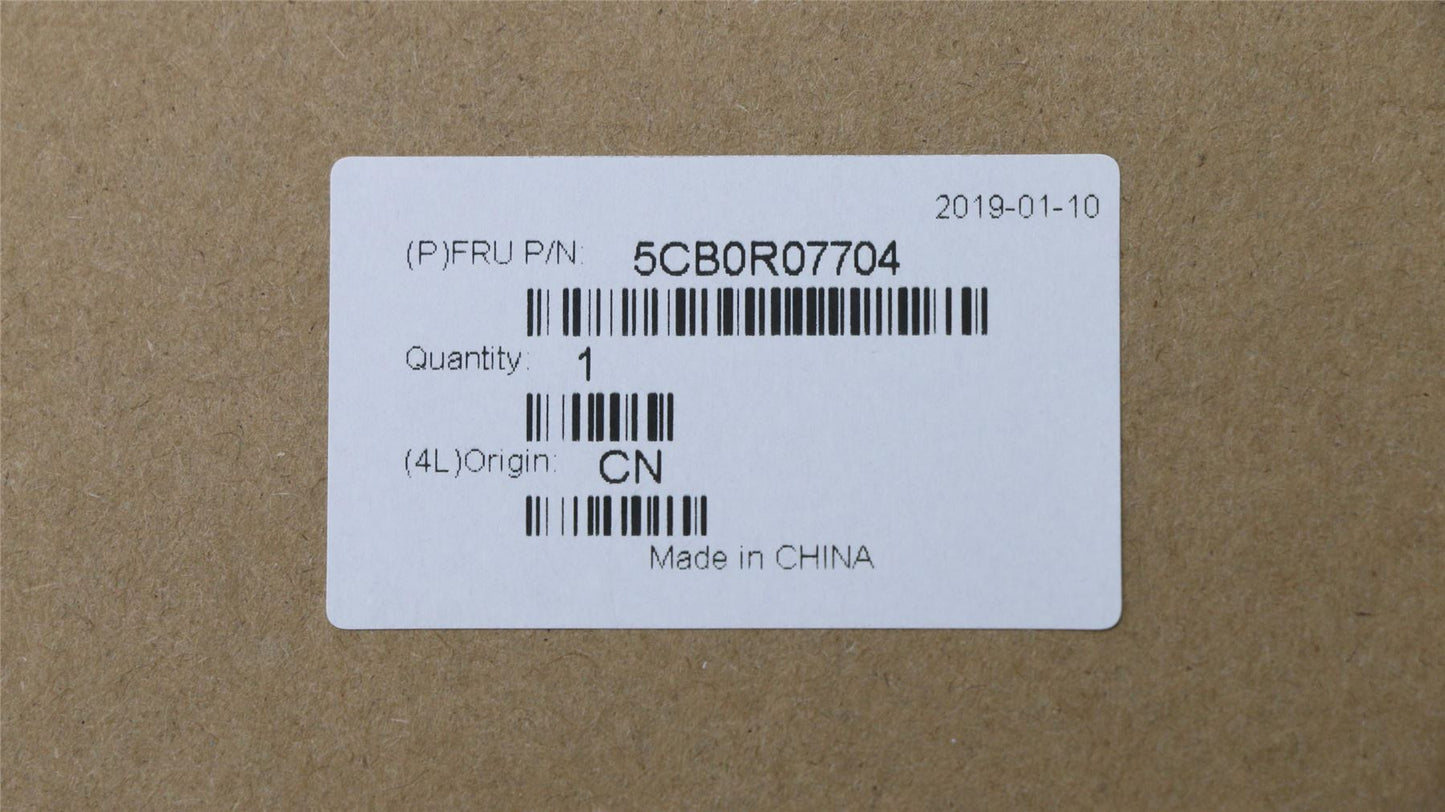 2019-01-10
(P)FRU P/N: 5CB0R07704
Quantity: 1
(4L)Origin: CN
Made in CHINA